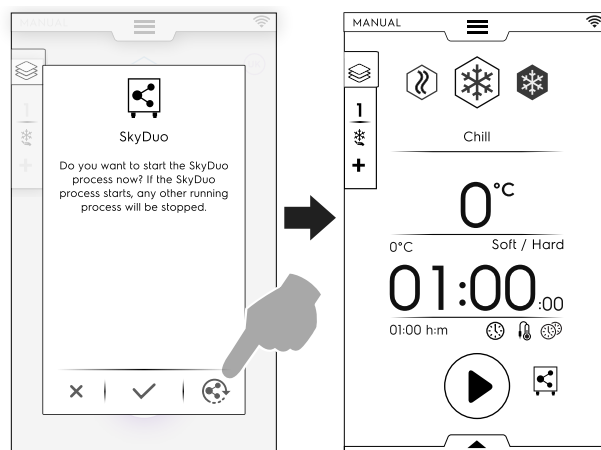 MANUAL
1
SkyDuo
Do you want to start the SkyDuo
process now? If the SkyDuo
process starts, any other running
process will be stopped.
MANUAL
1
Chill
0°C
0°C Soft / Hard
01:00:00
01:00 h:m